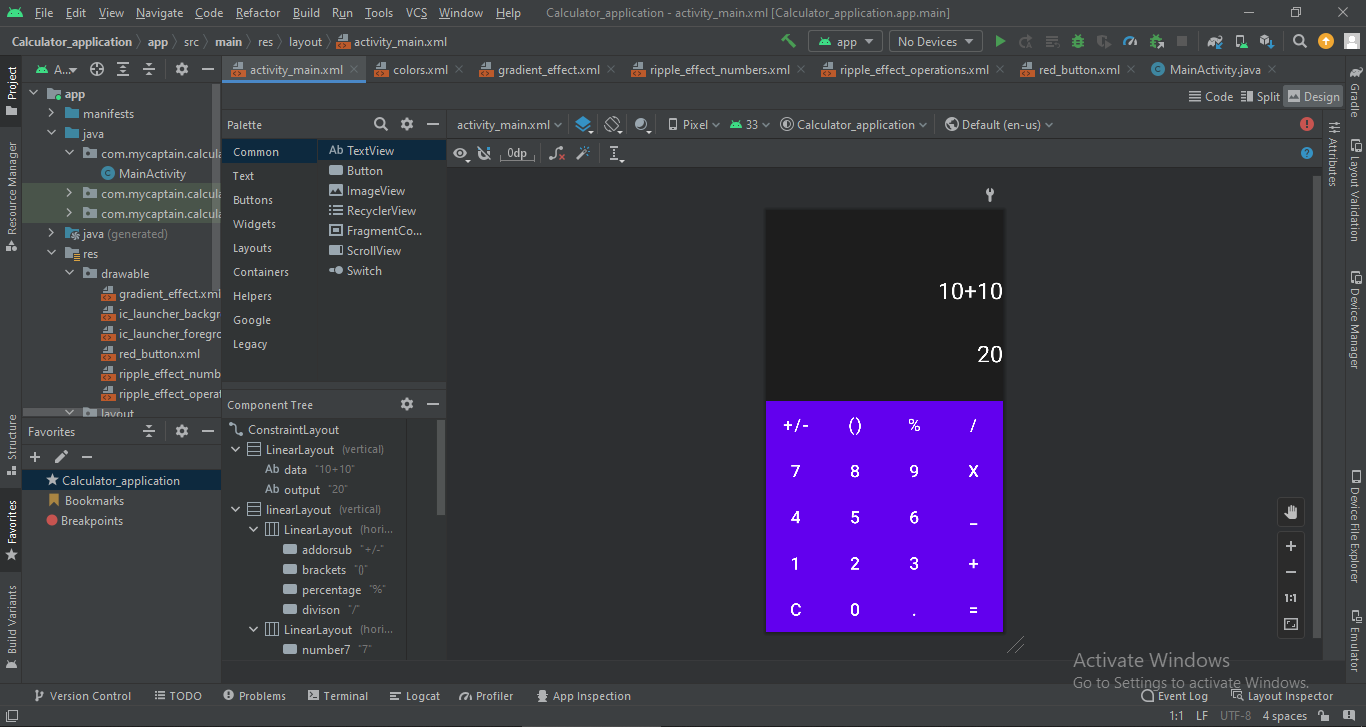 File Edit View Navigate Code Refactor Build Run Tools VCS Window Help Calculator_application - activity_main.xml [Calculator_application.app.main]
Calculator_application app src main res layout activity_main.xml app No Devices
Project
A...
activity_main.xml colors.xml gradient_effect.xml ripple_effect_numbers.xml ripple_effect_operations.xml red_button.xml MainActivity.java
Code Split Design
app
manifests
java
com.mycaptain.calcula
MainActivity
com.mycaptain.calcula
com.mycaptain.calcula
java (generated)
res
drawable
gradient_effect.xml
ic_launcher_backgr
ic_launcher_foregro
red_button.xml
ripple_effect_numb
ripple_effect_operat
layout
Resource Manager
Structure
Favorites
Build Variants
Favorites
Calculator_application
Bookmarks
Breakpoints
Palette
Common
Text
Buttons
Widgets
Layouts
Containers
Helpers
Google
Legacy
Ab TextView
Button
ImageView
RecyclerView
FragmentCo...
ScrollView
Switch
Component Tree
ConstraintLayout
LinearLayout (vertical)
Ab data "10+10"
Ab output "20"
linearLayout (vertical)
LinearLayout (hori...
addorsub "+/-"
brackets "()"
percentage "%"
divison "/"
LinearLayout (hori...
number7 "7"
activity_main.xml Pixel 33 Calculator_application Default (en-us)
0dp
10+10
20
+/- () % /
7 8 9 X
4 5 6 _
1 2 3 +
C 0 . =
1:1
Attributes
Gradle
Layout Validation
Device Manager
Device File Explorer
Emulator
Activate Windows
Go to Settings to activate Windows.
Version Control TODO Problems Terminal Logcat Profiler App Inspection Event Log Layout Inspector
1:1 LF UTF-8 4 spaces